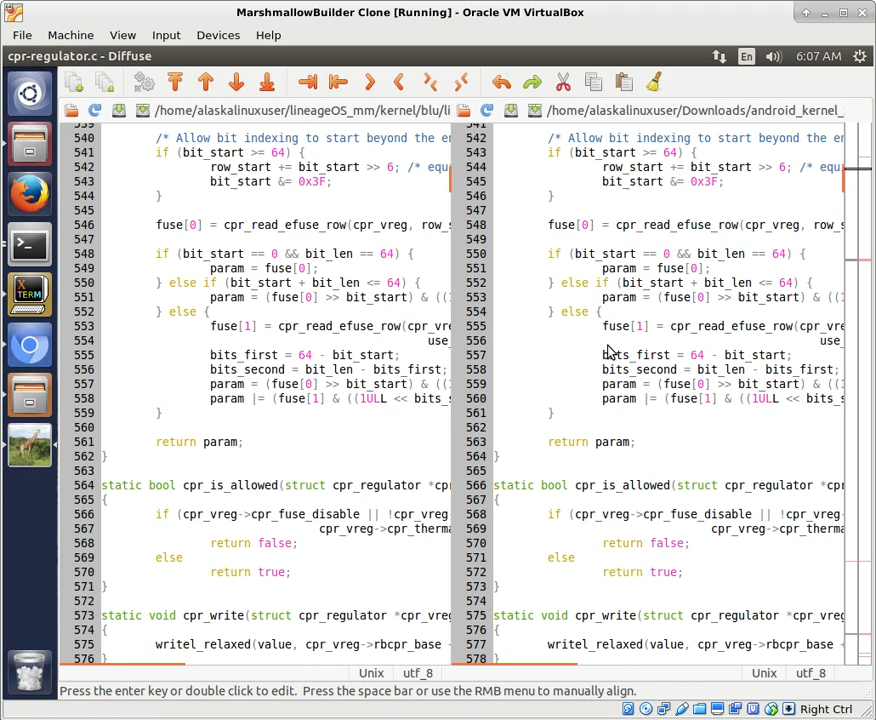 MarshmallowBuilder Clone [Running] - Oracle VM VirtualBox
File Machine View Input Devices Help
cpr-regulator.c - Diffuse En 6:07 AM
/home/alaskalinuxuser/lineageOS_mm/kernel/blu/li
539
540 /* Allow bit indexing to start beyond the e
541 if (bit_start >= 64) {
542 row_start += bit_start >> 6; /* equ
543 bit_start &= 0x3F;
544 }
545
546 fuse[0] = cpr_read_efuse_row(cpr_vreg, row_s
547
548 if (bit_start == 0 && bit_len == 64) {
549 param = fuse[0];
550 } else if (bit_start + bit_len <= 64) {
551 param = (fuse[0] >> bit_start) & ((
552 } else {
553 fuse[1] = cpr_read_efuse_row(cpr_vre
554 use_
555 bits_first = 64 - bit_start;
556 bits_second = bit_len - bits_first;
557 param = (fuse[0] >> bit_start) & ((
558 param |= (fuse[1] & ((1ULL << bits_s
559 }
560
561 return param;
562 }
563
564 static bool cpr_is_allowed(struct cpr_regulator *cp
565 {
566 if (cpr_vreg->cpr_fuse_disable || !cpr_vreg-
567 cpr_vreg->cpr_therma
568 return false;
569 else
570 return true;
571 }
572
573 static void cpr_write(struct cpr_regulator *cpr_vre
574 {
575 writel_relaxed(value, cpr_vreg->rbcpr_base
576 }
Unix utf_8
/home/alaskalinuxuser/Downloads/android_kernel_
541
542 /* Allow bit indexing to start beyond the e
543 if (bit_start >= 64) {
544 row_start += bit_start >> 6; /* equ
545 bit_start &= 0x3F;
546 }
547
548 fuse[0] = cpr_read_efuse_row(cpr_vreg, row_s
549
550 if (bit_start == 0 && bit_len == 64) {
551 param = fuse[0];
552 } else if (bit_start + bit_len <= 64) {
553 param = (fuse[0] >> bit_start) & ((
554 } else {
555 fuse[1] = cpr_read_efuse_row(cpr_vre
556 use_
557 bits_first = 64 - bit_start;
558 bits_second = bit_len - bits_first;
559 param = (fuse[0] >> bit_start) & ((
560 param |= (fuse[1] & ((1ULL << bits_s
561 }
562
563 return param;
564 }
565
566 static bool cpr_is_allowed(struct cpr_regulator *cp
567 {
568 if (cpr_vreg->cpr_fuse_disable || !cpr_vreg-
569 cpr_vreg->cpr_therma
570 return false;
571 else
572 return true;
573 }
574
575 static void cpr_write(struct cpr_regulator *cpr_vre
576 {
577 writel_relaxed(value, cpr_vreg->rbcpr_base
578 }
Unix utf_8
Press the enter key or double click to edit. Press the space bar or use the RMB menu to manually align.
Right Ctrl